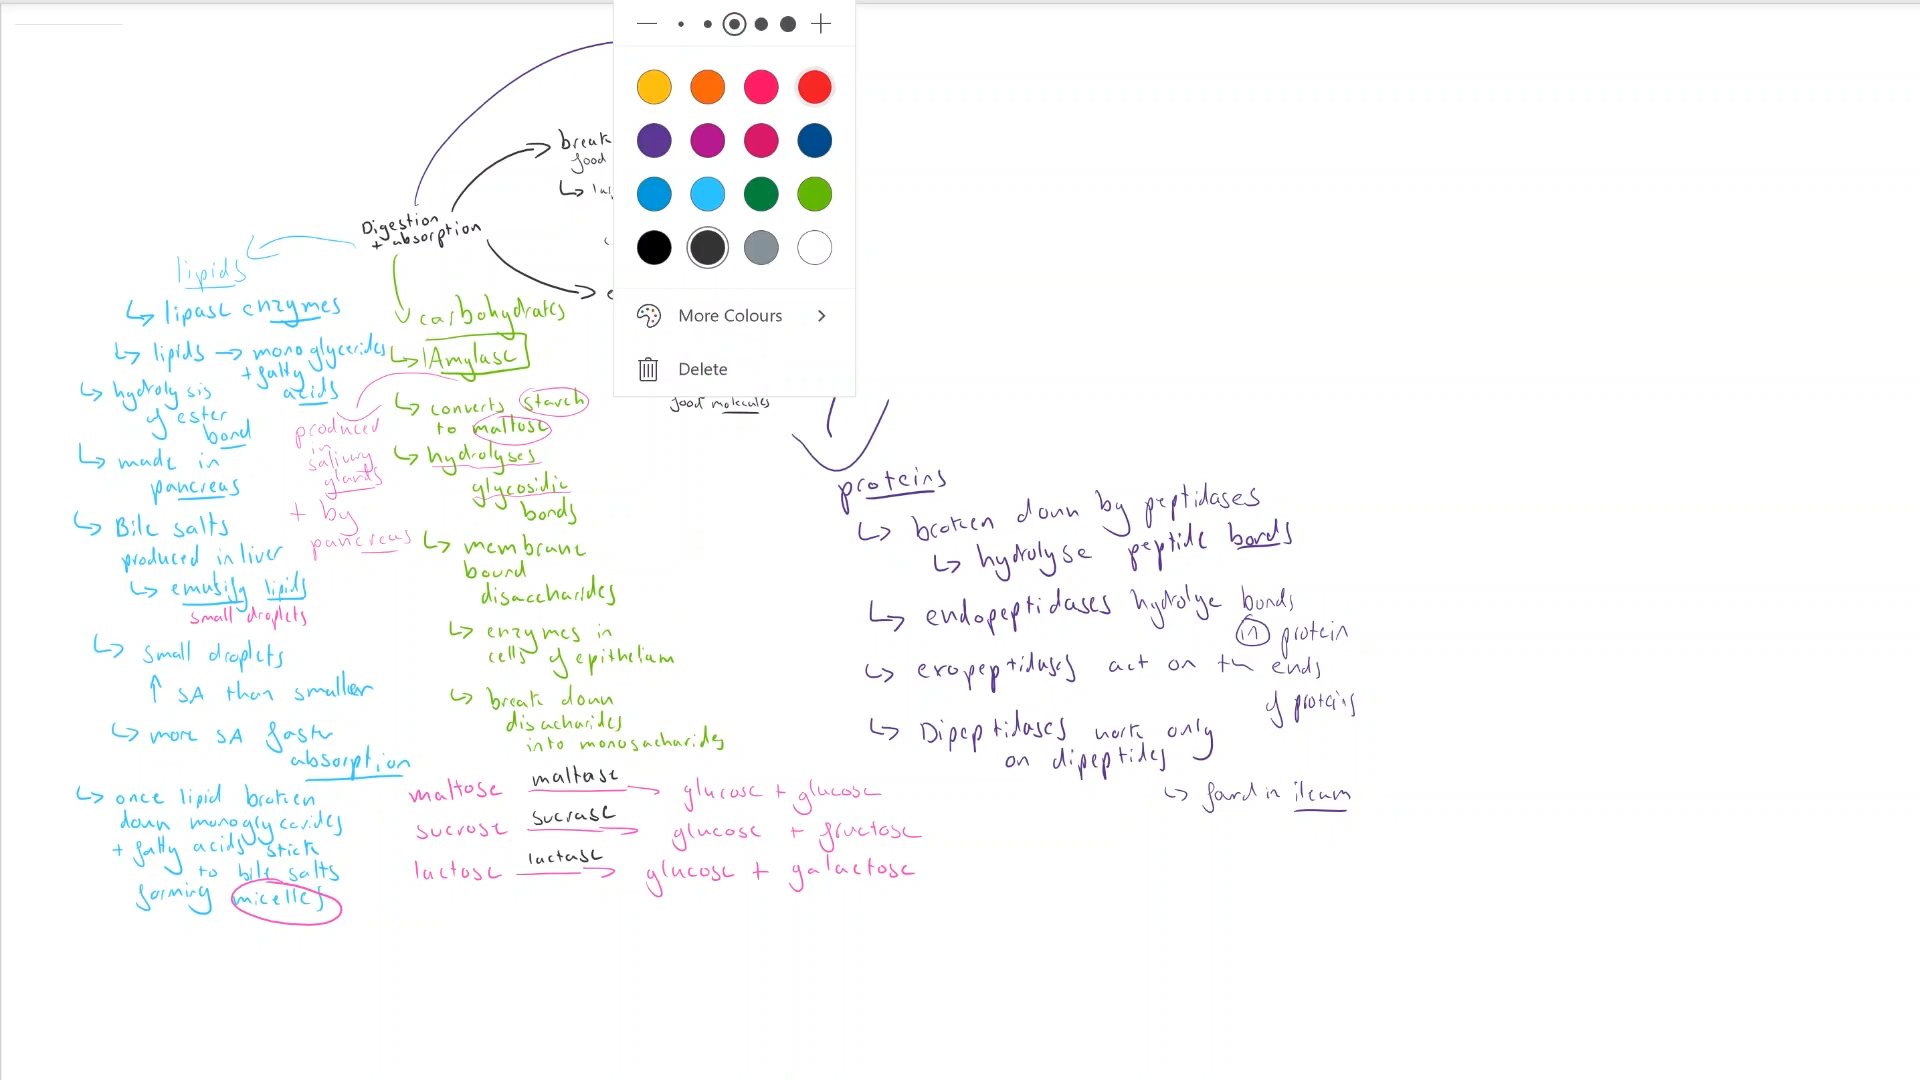 break
food
↳
Digestion
+ absorption
More Colours
Delete
food molecules
lipids
↳ lipase enzymes
↳ lipids → monoglycerides
+ fatty
acids
↳ hydrolysis
of ester
bond
↳ made in
pancreas
↳ Bile salts
produced in liver
↳ emulsify lipids
small droplets
↳ small droplets
↑ SA than smaller
↳ more SA faster
absorption
↳ once lipid broken
down monoglycerides
+ fatty acids stick
to bile salts
forming micelles
carbohydrates
↳ Amylase
produced
in
salivary
glands
+ by
pancreas
↳ converts starch
to maltose
↳ hydrolyses
glycosidic
bonds
↳ membrane
bound
disaccharides
↳ enzymes in
cells of epithelium
↳ break down
disacharides
into monosacharides
maltose maltase → glucose + glucose
sucrose sucrase → glucose + fructose
lactose lactase → glucose + galactose
proteins
↳ broken down by peptidases
↳ hydrolyse peptide bonds
↳ endopeptidases hydrolye bonds
in protein
↳ exopeptidases act on the ends
of proteins
↳ Dipeptidases work only
on dipeptides
↳ found in ileum